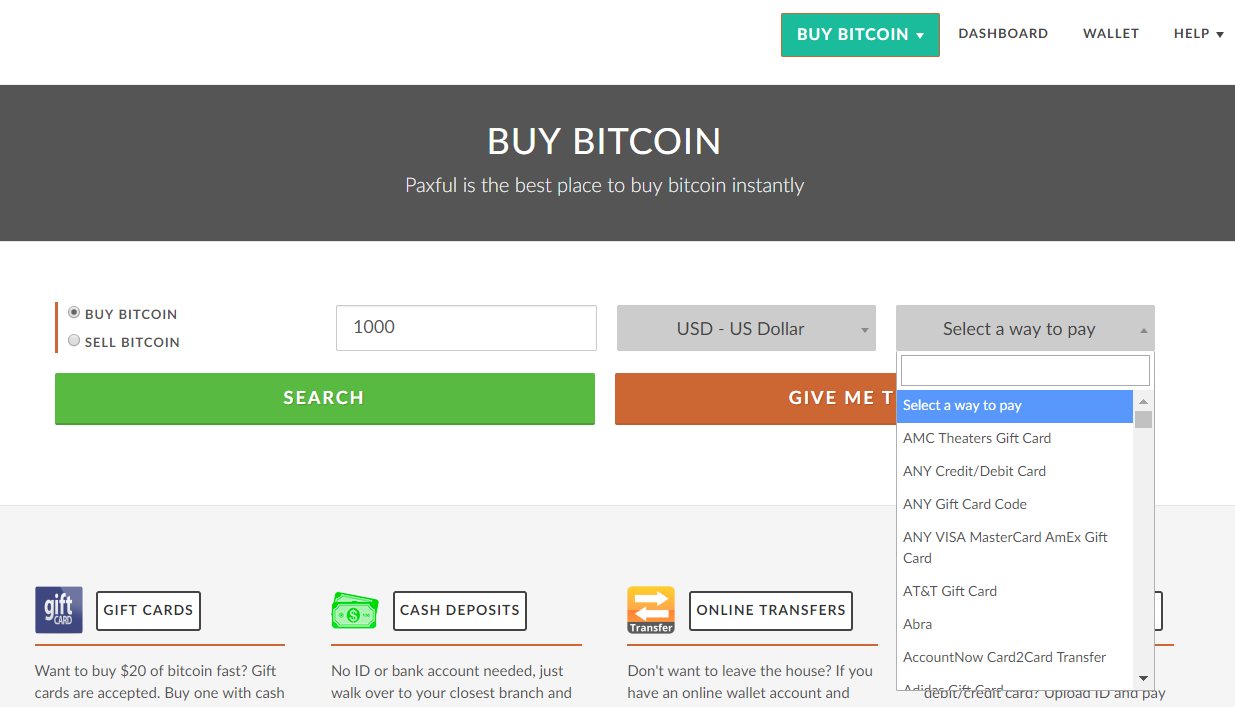 BUY BITCOIN
DASHBOARD
WALLET
HELP
BUY BITCOIN
Paxful is the best place to buy bitcoin instantly
BUY BITCOIN
SELL BITCOIN
1000
USD - US Dollar
Select a way to pay
SEARCH
GIVE ME T
Select a way to pay
AMC Theaters Gift Card
ANY Credit/Debit Card
ANY Gift Card Code
ANY VISA MasterCard AmEx Gift
Card
AT&T Gift Card
Abra
AccountNow Card2Card Transfer
Adidas Gift Card
gift
CARD
GIFT CARDS
Want to buy $20 of bitcoin fast? Gift
cards are accepted. Buy one with cash
CASH DEPOSITS
No ID or bank account needed, just
walk over to your closest branch and
Transfer
ONLINE TRANSFERS
Don't want to leave the house? If you
have an online wallet account and
debit/credit card? Upload ID and pay